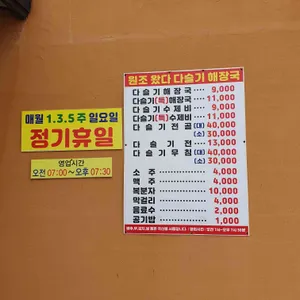 매월 1.3.5주 일요일
정기휴일
영업시간
오전 07:00 ~ 오후 07:30
원조 왔다 다슬기 해장국
다슬기해장국 ···· 9,000
다슬기(특)해장국 ···· 11,000
다슬기수제비 ···· 9,000
다슬기(특)수제비 ···· 11,000
다슬기전골 (대) 40,000
(소) 30,000
다슬기전 ···· 13,000
다슬기무침 (대) 40,000
(소) 30,000
소주 ···· 4,000
맥주 ···· 4,000
복분자 ···· 10,000
막걸리 ···· 4,000
음료수 ···· 2,000
공기밥 ···· 1,000